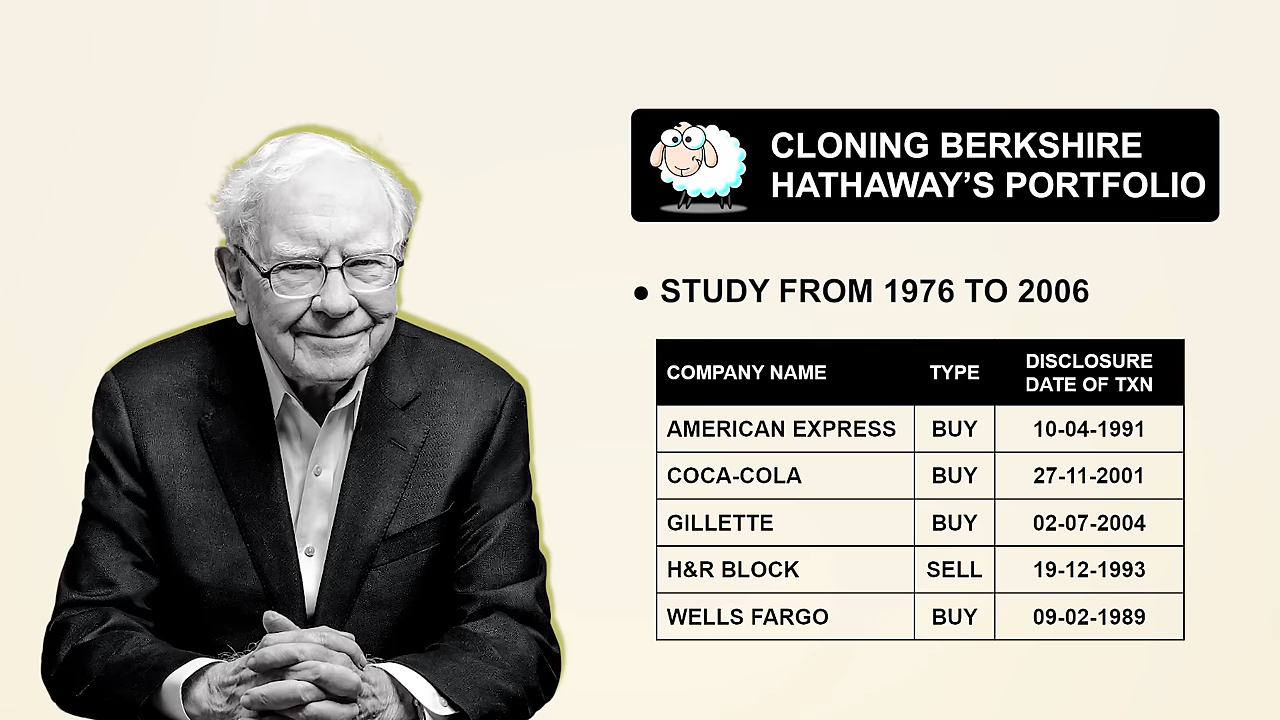 CLONING BERKSHIRE
HATHAWAY’S PORTFOLIO
● STUDY FROM 1976 TO 2006
COMPANY NAME TYPE DISCLOSURE
DATE OF TXN
AMERICAN EXPRESS BUY 10-04-1991
COCA-COLA BUY 27-11-2001
GILLETTE BUY 02-07-2004
H&R BLOCK SELL 19-12-1993
WELLS FARGO BUY 09-02-1989